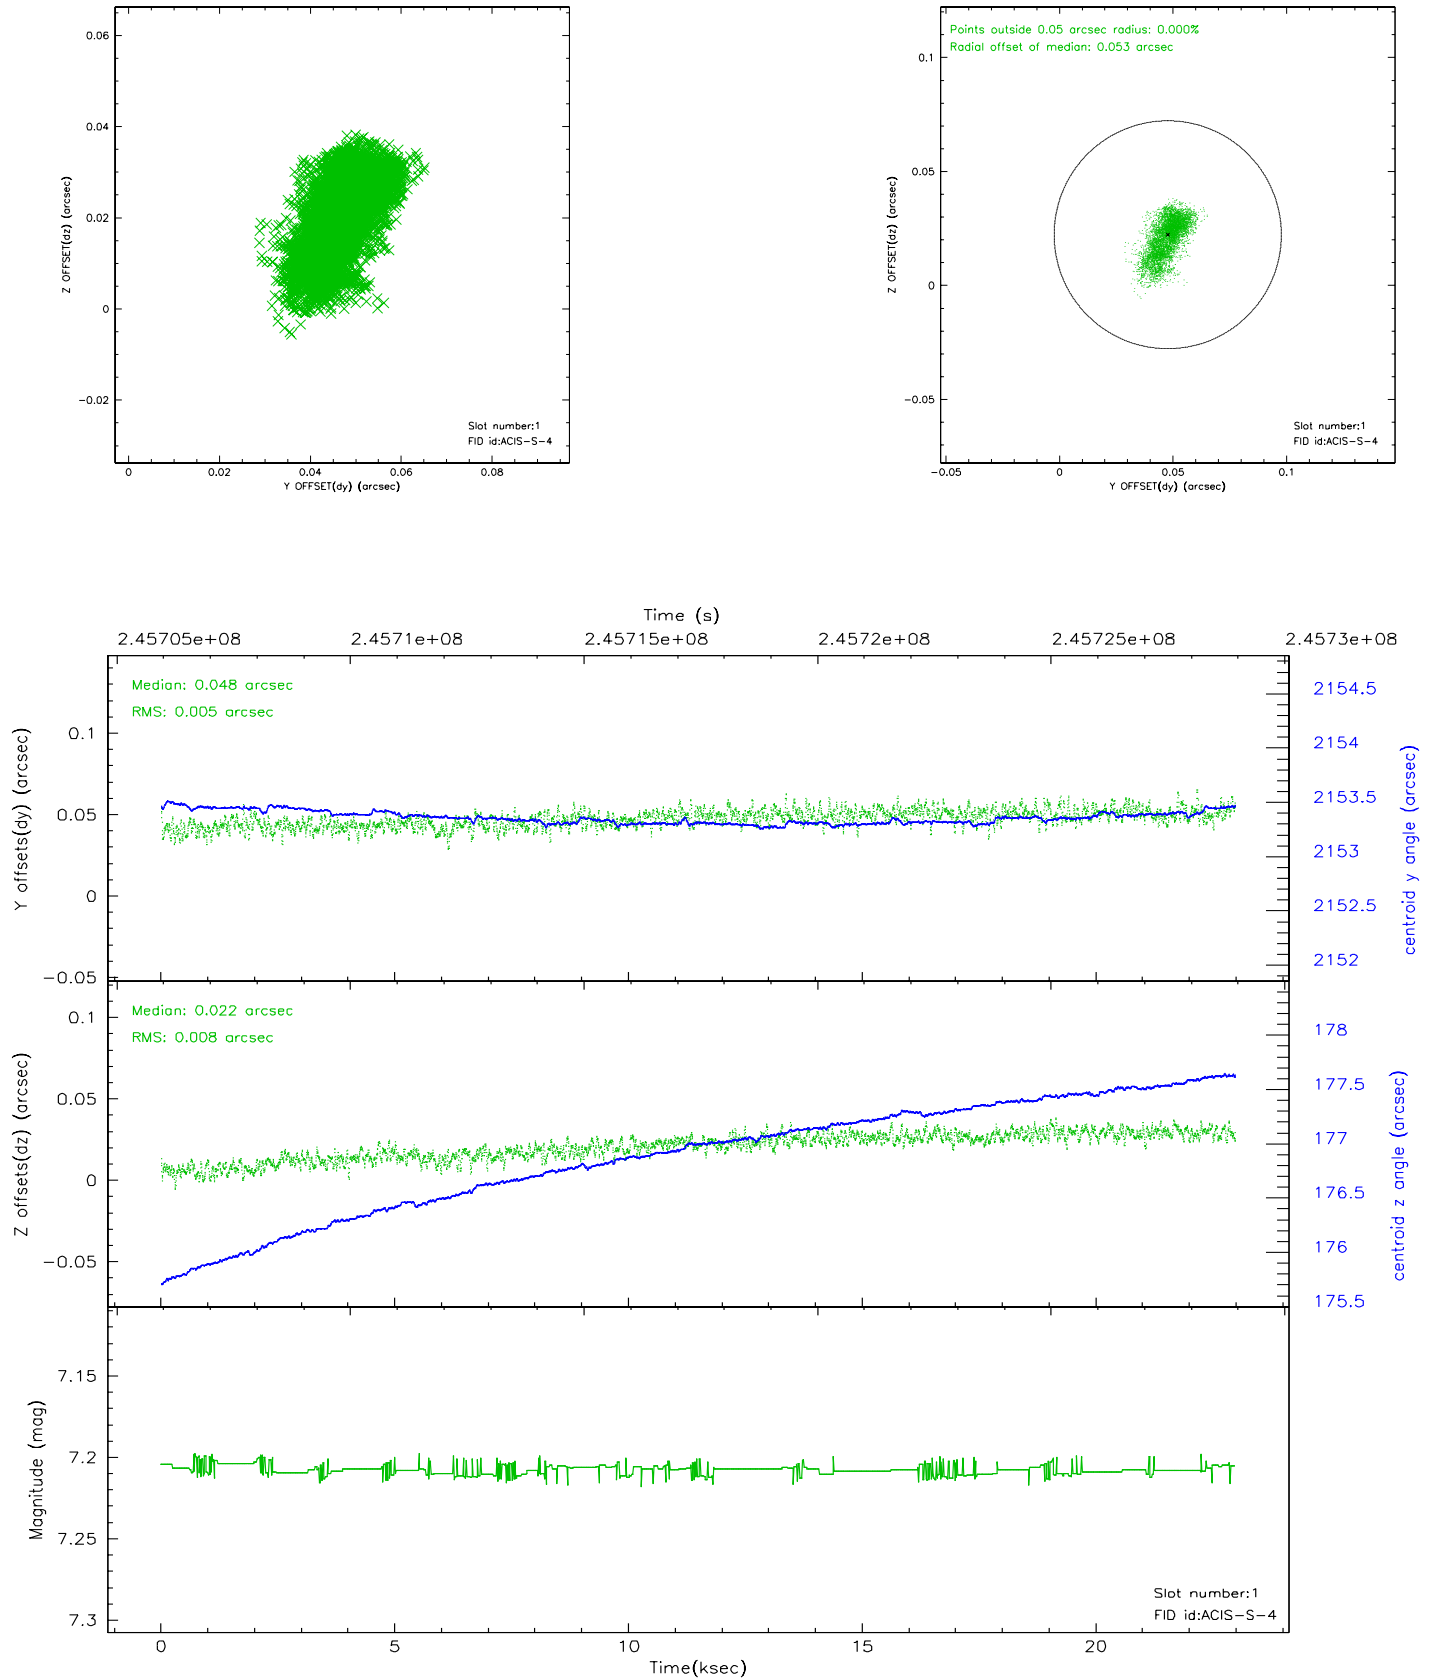 0.06
0.04
0.02
0
-0.02
Z OFFSET(dz) (arcsec)
Slot number:1
FID id:ACIS-S-4
0 0.02 0.04 0.06 0.08
Y OFFSET(dy) (arcsec)
Points outside 0.05 arcsec radius: 0.000%
Radial offset of median: 0.053 arcsec
0.1
0.05
0
-0.05
Z OFFSET(dz) (arcsec)
Slot number:1
FID id:ACIS-S-4
-0.05 0 0.05 0.1
Y OFFSET(dy) (arcsec)
Time (s)
2.45705e+08 2.4571e+08 2.45715e+08 2.4572e+08 2.45725e+08 2.4573e+08
Median: 0.048 arcsec
RMS: 0.005 arcsec
0.1
0.05
0
-0.05
Y offsets(dy) (arcsec)
2154.5
2154
2153.5
2153
2152.5
2152
centroid y angle (arcsec)
Median: 0.022 arcsec
RMS: 0.008 arcsec
0.1
0.05
0
-0.05
Z offsets(dz) (arcsec)
178
177.5
177
176.5
176
175.5
centroid z angle (arcsec)
7.15
7.2
7.25
7.3
Magnitude (mag)
Slot number:1
FID id:ACIS-S-4
0 5 10 15 20
Time(ksec)